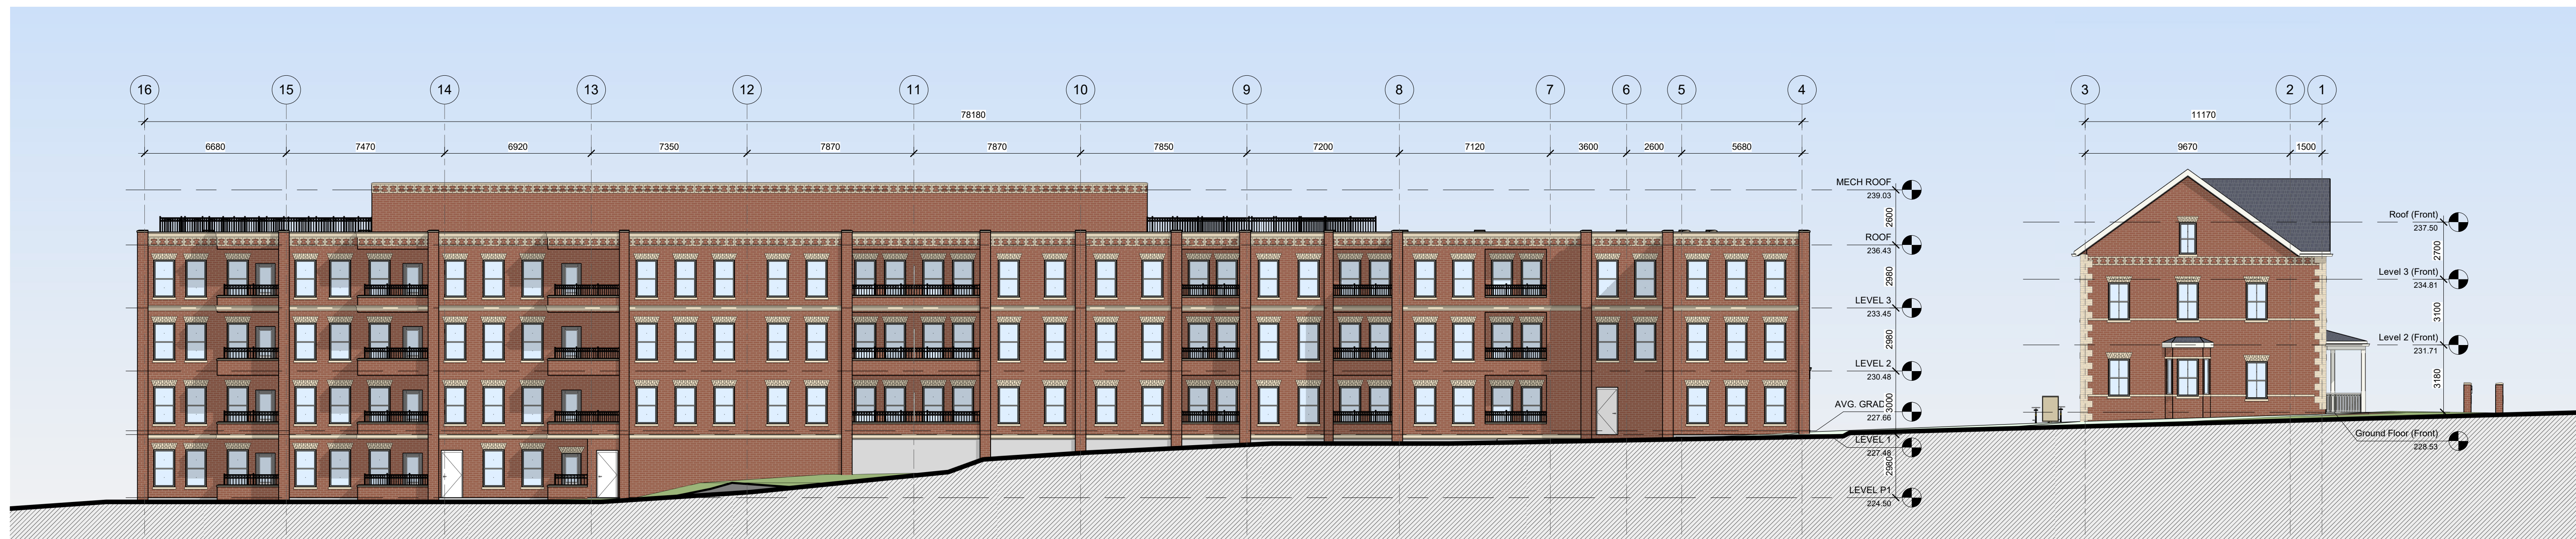 16 15 14 13 12 11 10 9 8 7 6 5 4 3 2 1
78180 11170
6680 7470 6920 7350 7870 7870 7850 7200 7120 3600 2600 5680 9670 1500
MECH ROOF
239.03
2600
ROOF
236.43
2980
LEVEL 3
233.45
2980
LEVEL 2
230.48
3000
AVG. GRADE
227.66
LEVEL 1
227.48
2980
LEVEL P1
224.50
Roof (Front)
237.50
2700
Level 3 (Front)
234.81
3100
Level 2 (Front)
231.71
3180
Ground Floor (Front)
228.53